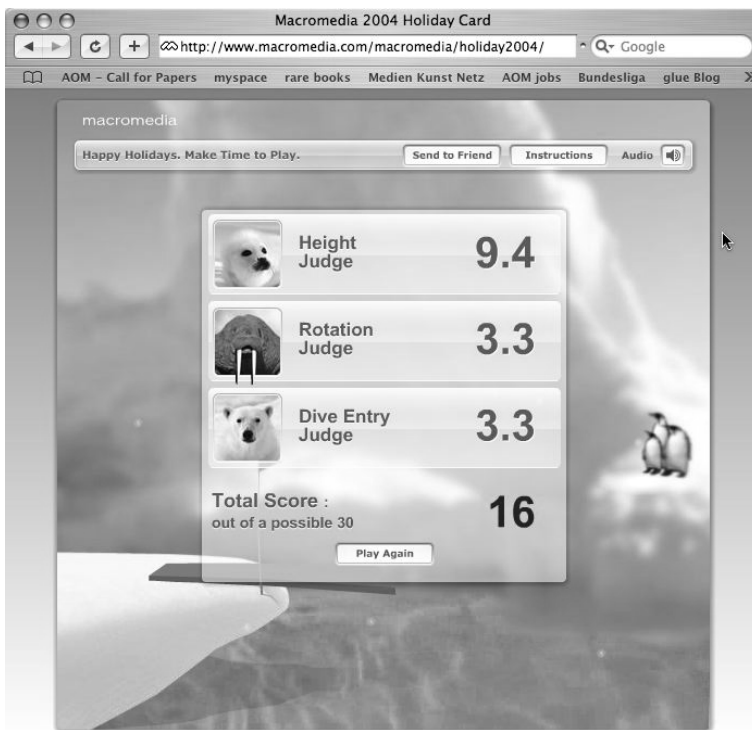 Macromedia 2004 Holiday Card
http://www.macromedia.com/macromedia/holiday2004/
Google
AOM – Call for Papers myspace rare books Medien Kunst Netz AOM jobs Bundesliga glue Blog
macromedia
Happy Holidays. Make Time to Play. Send to Friend Instructions Audio
Height
Judge
9.4
Rotation
Judge
3.3
Dive Entry
Judge
3.3
Total Score :
out of a possible 30
16
Play Again